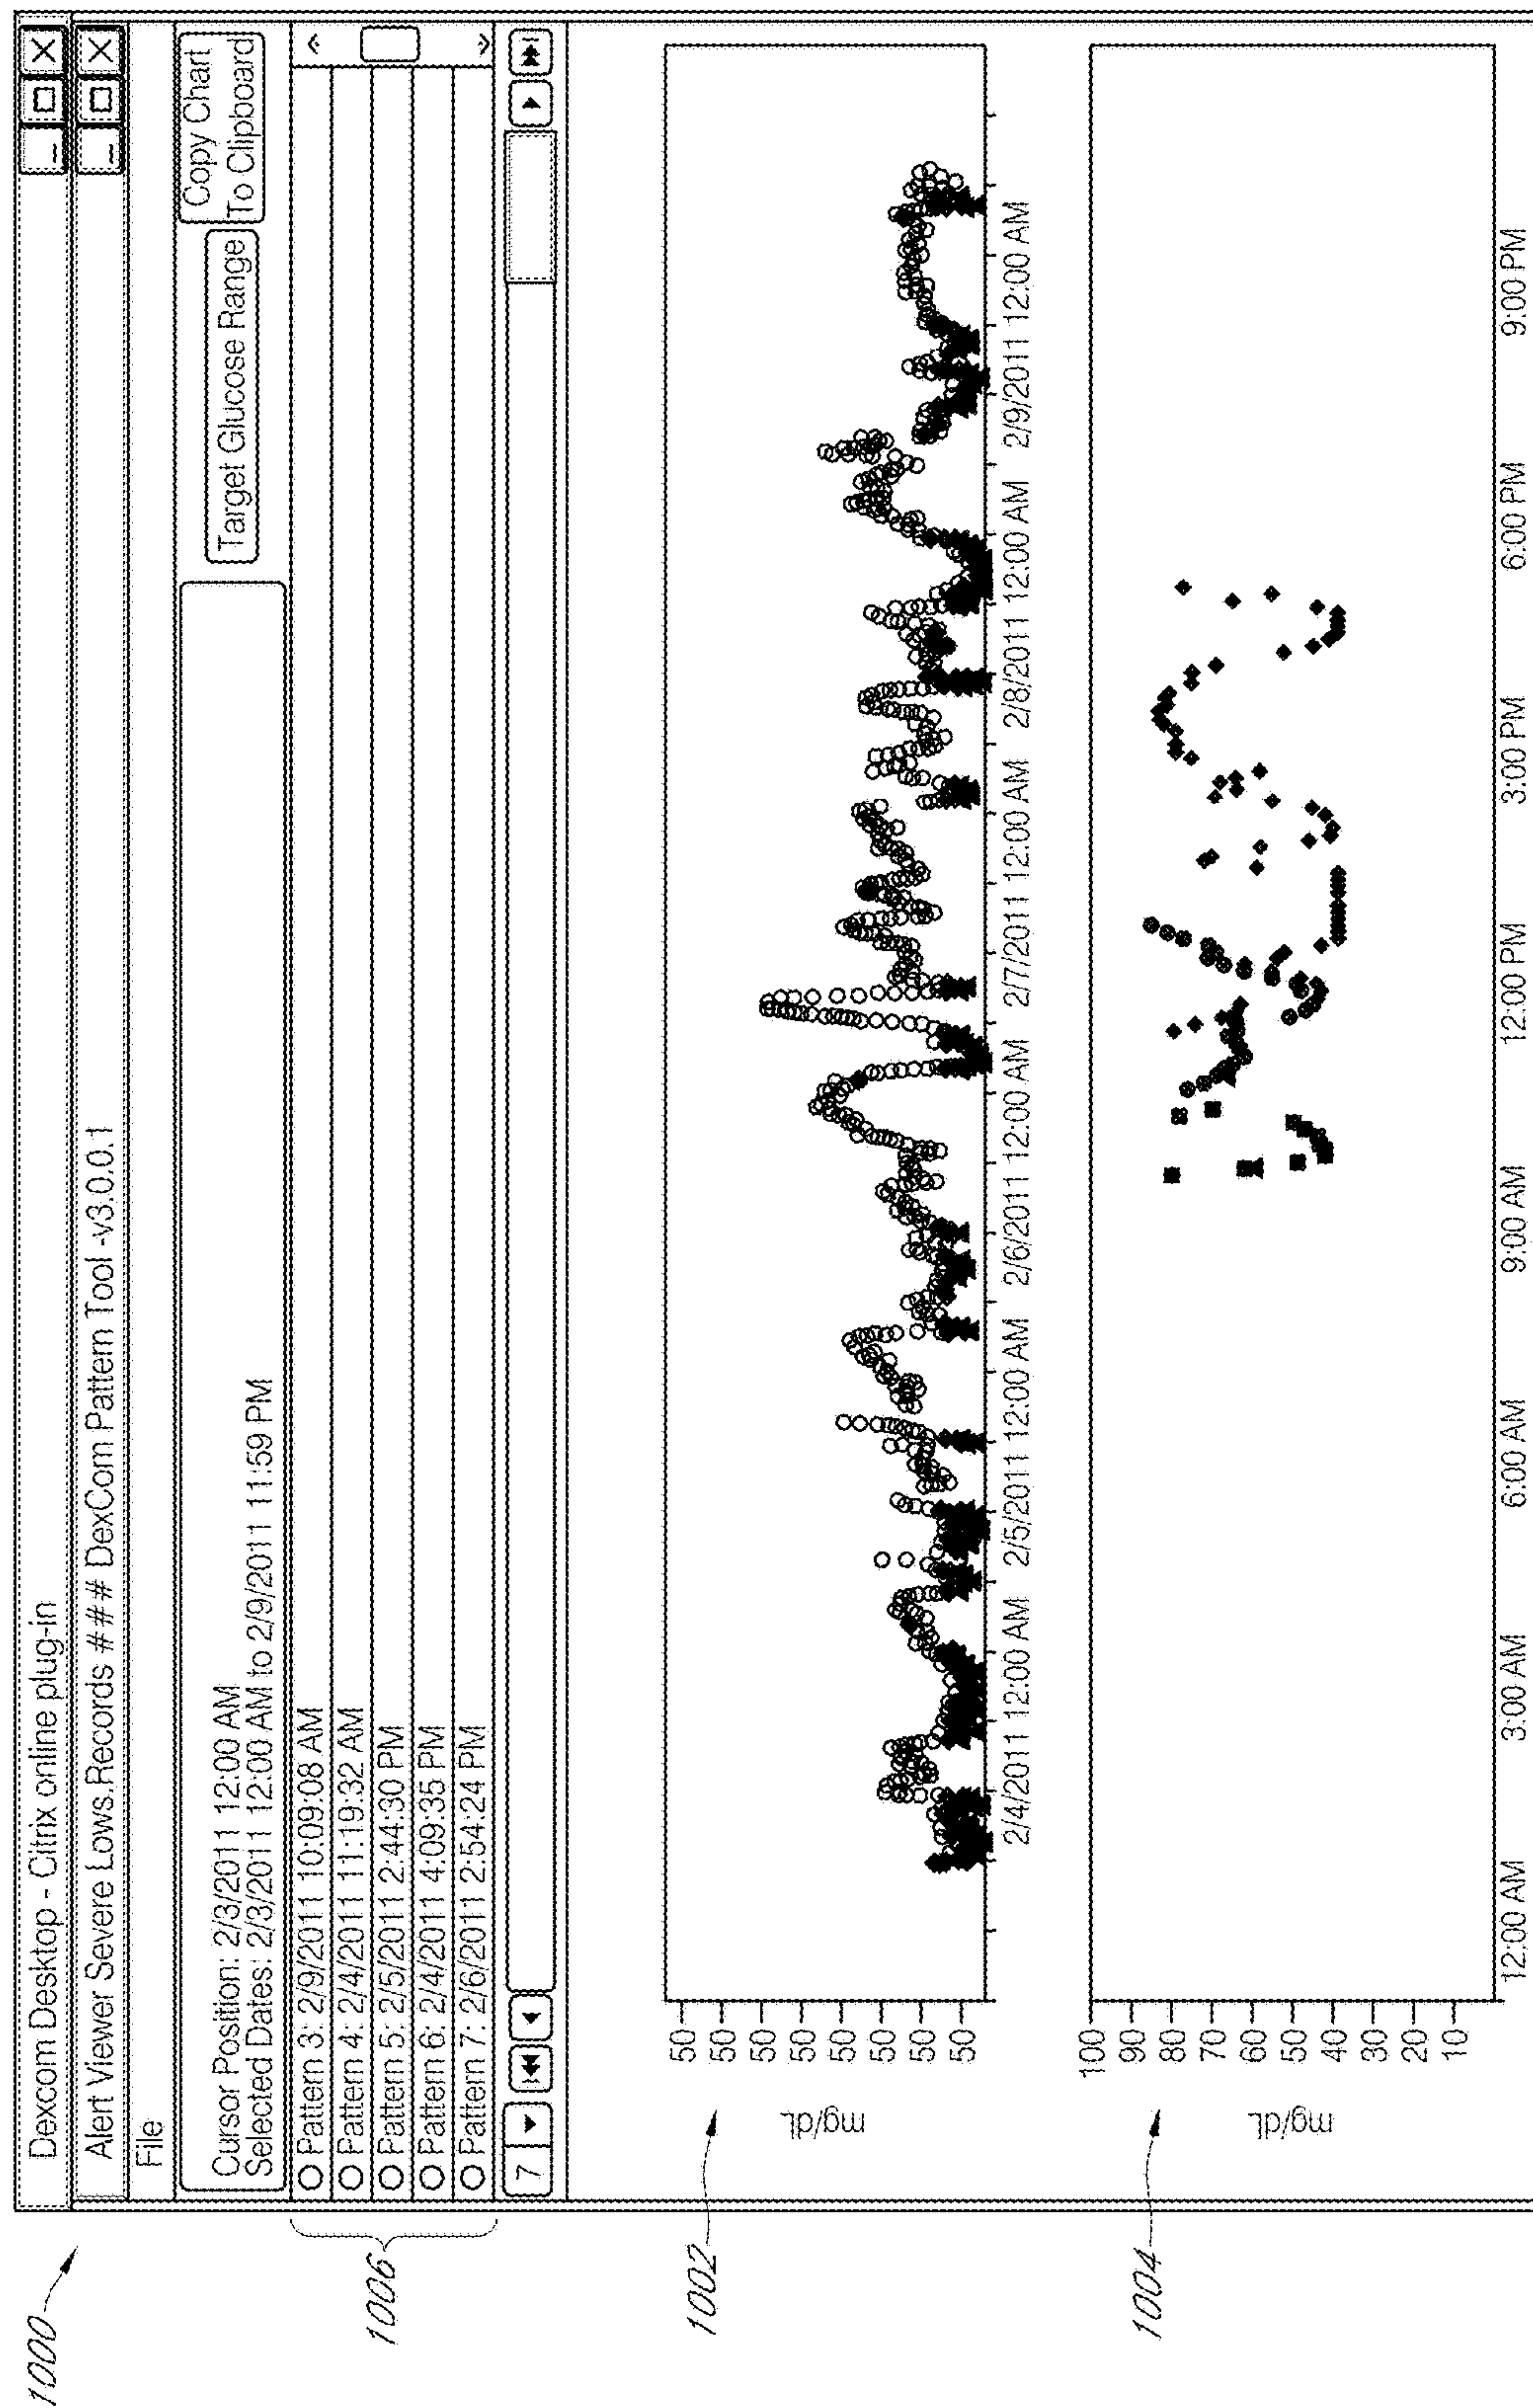 1000
Dexcom Desktop - Citrix online plug-in
Alert Viewer Severe Lows.Records ### DexCom Pattern Tool -v3.0.0.1
File
Cursor Position: 2/3/2011 12:00 AM
Selected Dates: 2/3/2011 12:00 AM to 2/9/2011 11:59 PM
Target Glucose Range
Copy Chart
To Clipboard
1006
Pattern 3: 2/9/2011 10:09:08 AM
Pattern 4: 2/4/2011 11:19:32 AM
Pattern 5: 2/5/2011 2:44:30 PM
Pattern 6: 2/4/2011 4:09:35 PM
Pattern 7: 2/6/2011 2:54:24 PM
7
1002
mg/dL
50
50
50
50
50
50
50
50
2/4/2011 12:00 AM 2/5/2011 12:00 AM 2/6/2011 12:00 AM 2/7/2011 12:00 AM 2/8/2011 12:00 AM 2/9/2011 12:00 AM
1004
mg/dL
100
90
80
70
60
50
40
30
20
10
12:00 AM 3:00 AM 6:00 AM 9:00 AM 12:00 PM 3:00 PM 6:00 PM 9:00 PM